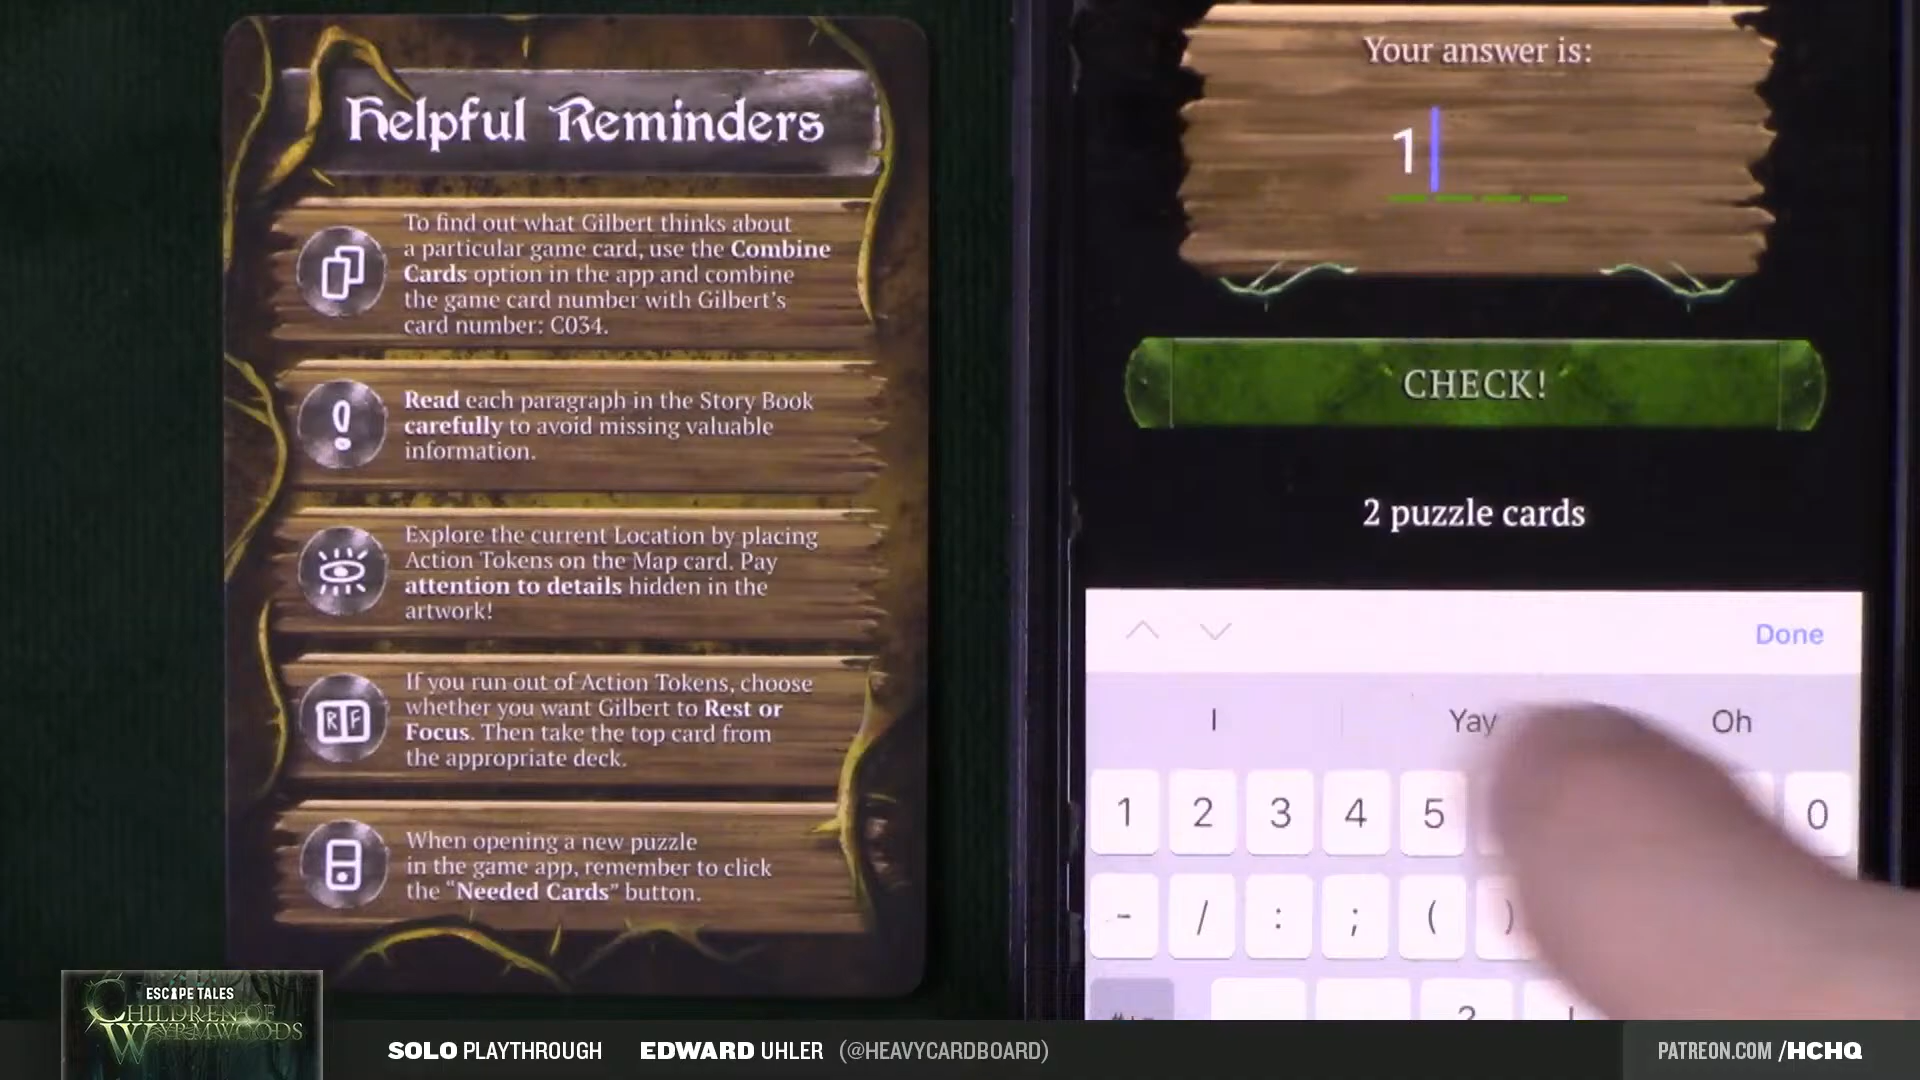 Helpful Reminders
To find out what Gilbert thinks about
a particular game card, use the Combine
Cards option in the app and combine
the game card number with Gilbert's
card number: C034.
Read each paragraph in the Story Book
carefully to avoid missing valuable
information.
Explore the current Location by placing
Action Tokens on the Map card. Pay
attention to details hidden in the
artwork!
R F
If you run out of Action Tokens, choose
whether you want Gilbert to Rest or
Focus. Then take the top card from
the appropriate deck.
When opening a new puzzle
in the game app, remember to click
the “Needed Cards” button.
Your answer is:
1
CHECK!
2 puzzle cards
Done
I Yay Oh
1 2 3 4 5 0
- / : ; ( )
ESCAPE TALES
CHILDREN OF
WYRMWOODS
SOLO PLAYTHROUGH EDWARD UHLER (@HEAVYCARDBOARD)
PATREON.COM /HCHQ